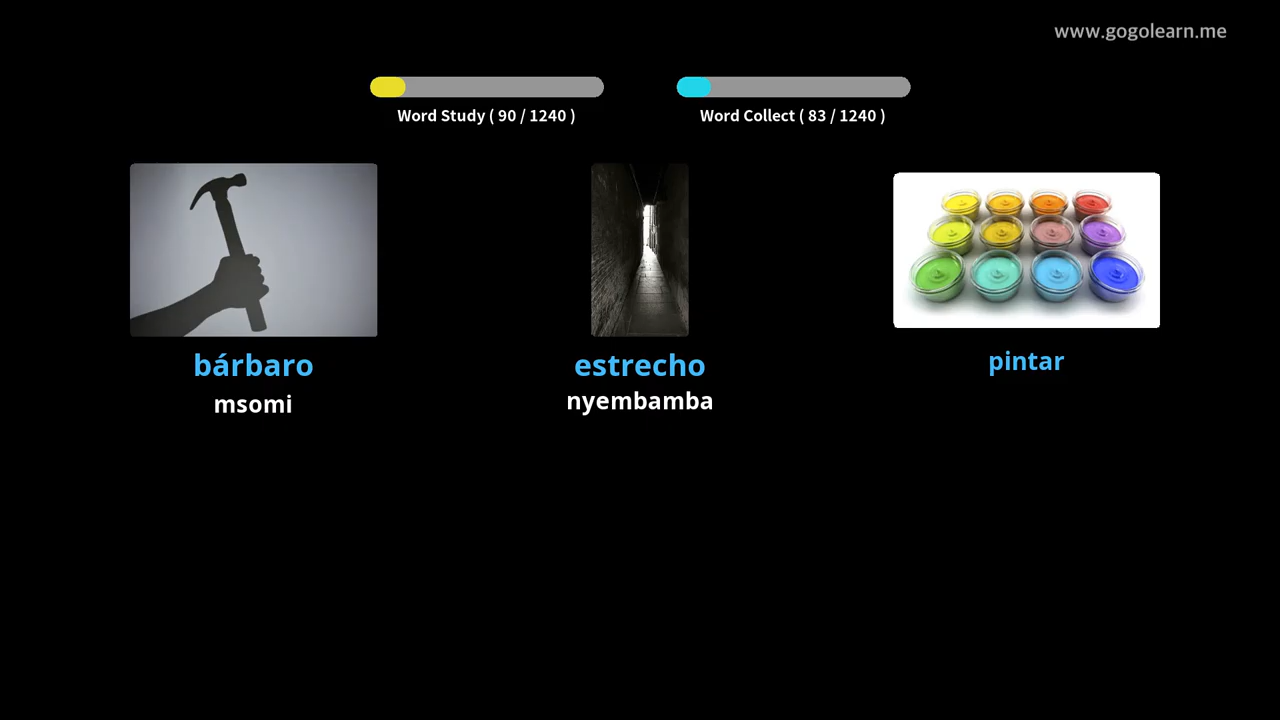 www.gogolearn.me
Word Study ( 90 / 1240 )
Word Collect ( 83 / 1240 )
bárbaro
msomi
estrecho
nyembamba
pintar